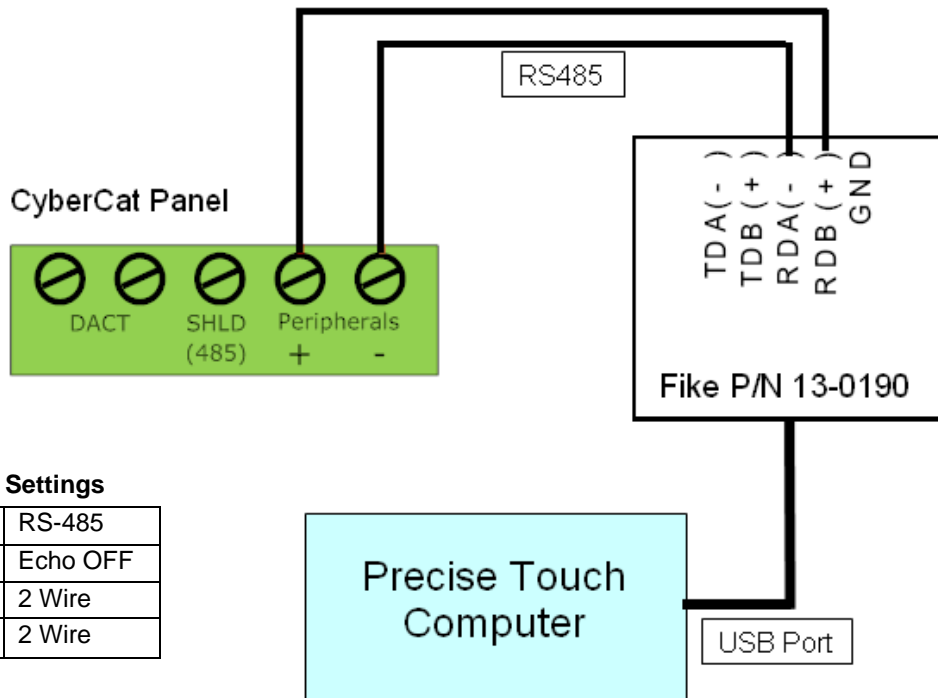 RS485
TDA(-)
TDB(+)
RDA(-)
RDB(+)
GND
CyberCat Panel
DACT
SHLD
(485)
Peripherals
+ -
Fike P/N 13-0190
Settings
RS-485
Echo OFF
2 Wire
2 Wire
Precise Touch
Computer
USB Port